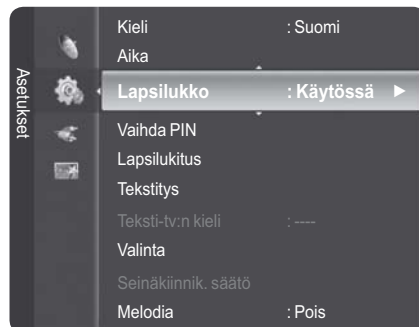 Asetukset
Kieli : Suomi
Aika
Lapsilukko : Käytössä
Vaihda PIN
Lapsilukitus
Tekstitys
Teksti-tv:n kieli : ----
Valinta
Seinäkiinnik. säätö
Melodia : Pois